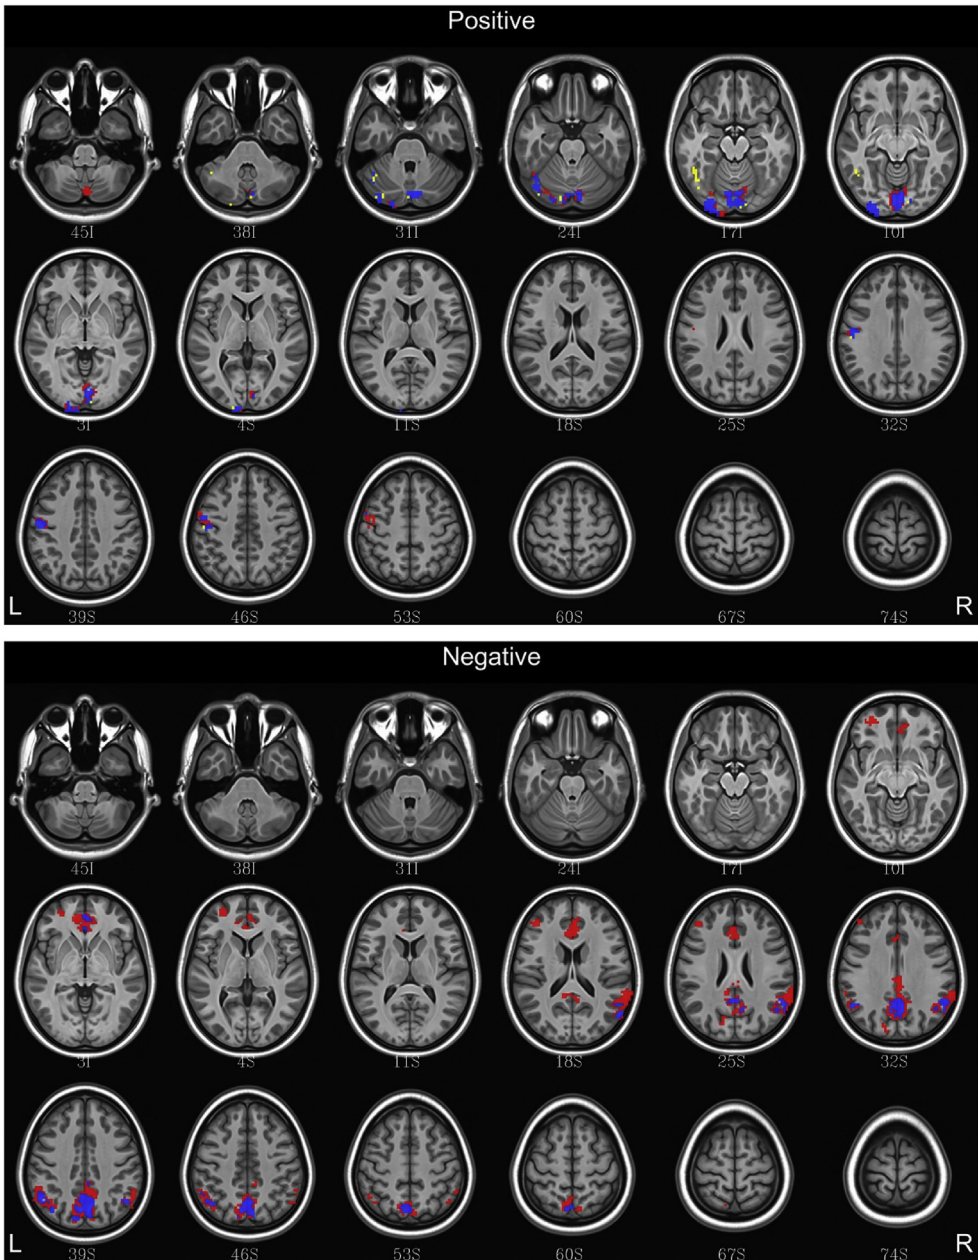 Positive
45I 38I 31I 24I 17I 10I
3I 4S 11S 18S 25S 32S
39S 46S 53S 60S 67S 74S
L R
Negative
45I 38I 31I 24I 17I 10I
3I 4S 11S 18S 25S 32S
L R
39S 46S 53S 60S 67S 74S